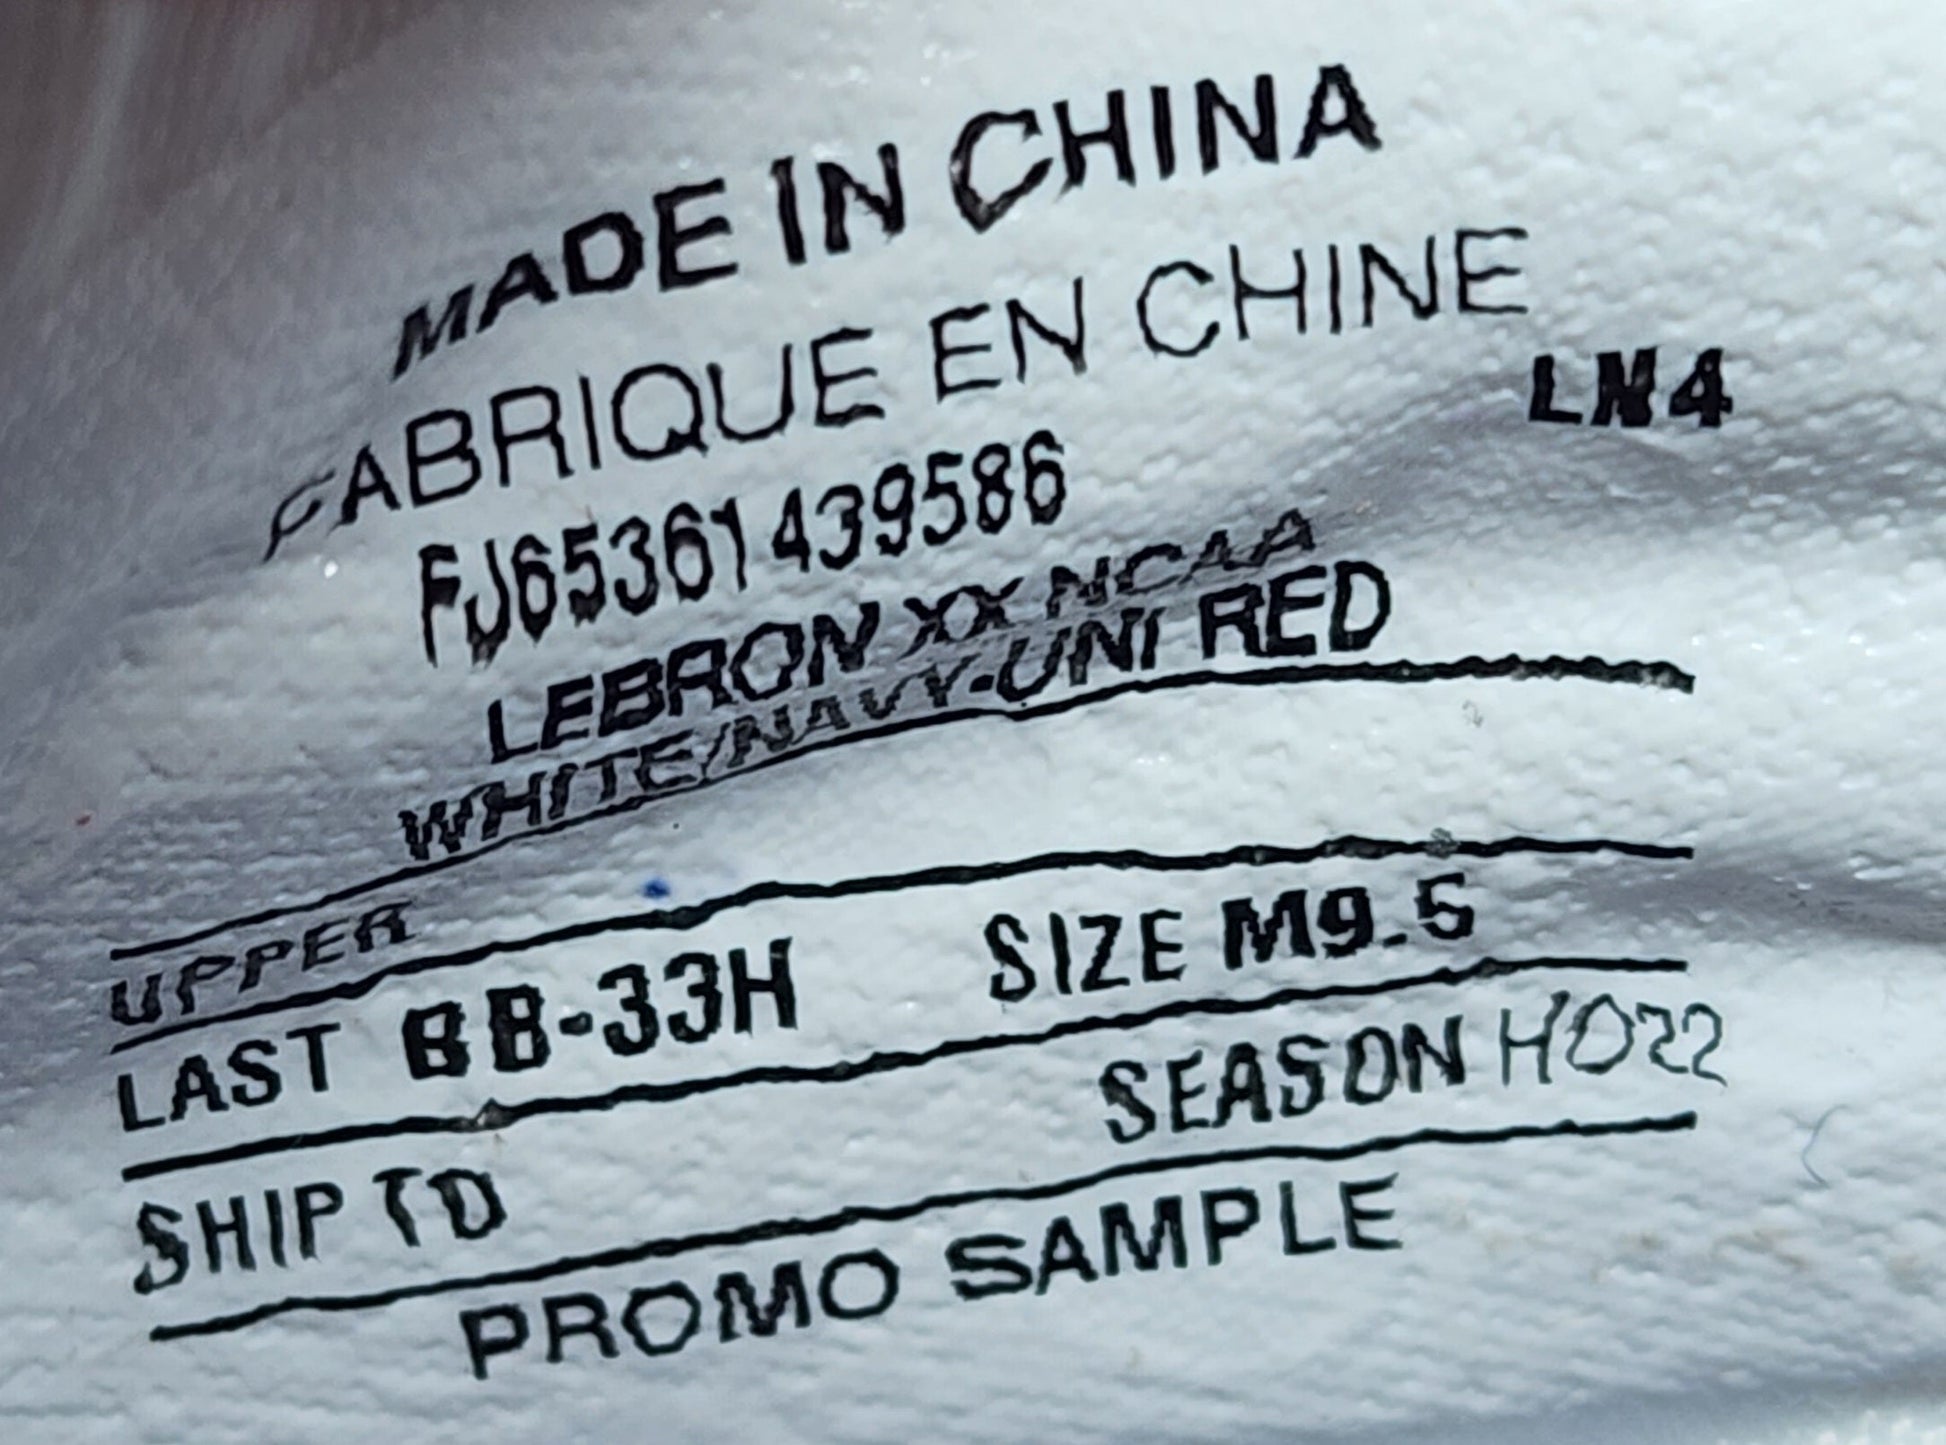 MADE IN CHINA
FABRIQUE EN CHINE
LN4
FJ65361439586
LEBRON XX NCAA
WHITE/NAVY-UNI RED
UPPER
LAST BB-33H SIZE M9.5
SHIP TO SEASON HO22
PROMO SAMPLE